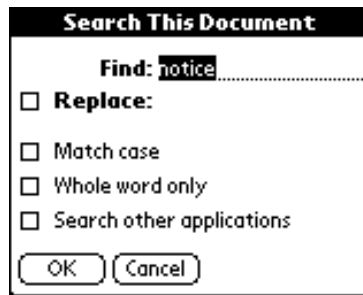 Search This Document
Find: notice
Replace:
Match case
Whole word only
Search other applications
OK Cancel